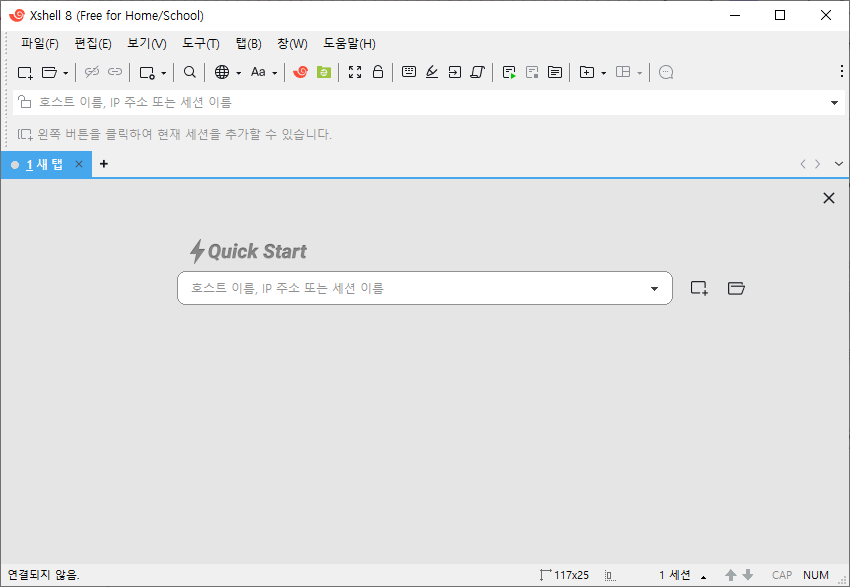 Xshell 8 (Free for Home/School)
파일(F) 편집(E) 보기(V) 도구(T) 탭(B) 창(W) 도움말(H)
Aa
호스트 이름, IP 주소 또는 세션 이름
왼쪽 버튼을 클릭하여 현재 세션을 추가할 수 있습니다.
1 새 탭
Quick Start
호스트 이름, IP 주소 또는 세션 이름
연결되지 않음. 117x25 1 세션 CAP NUM